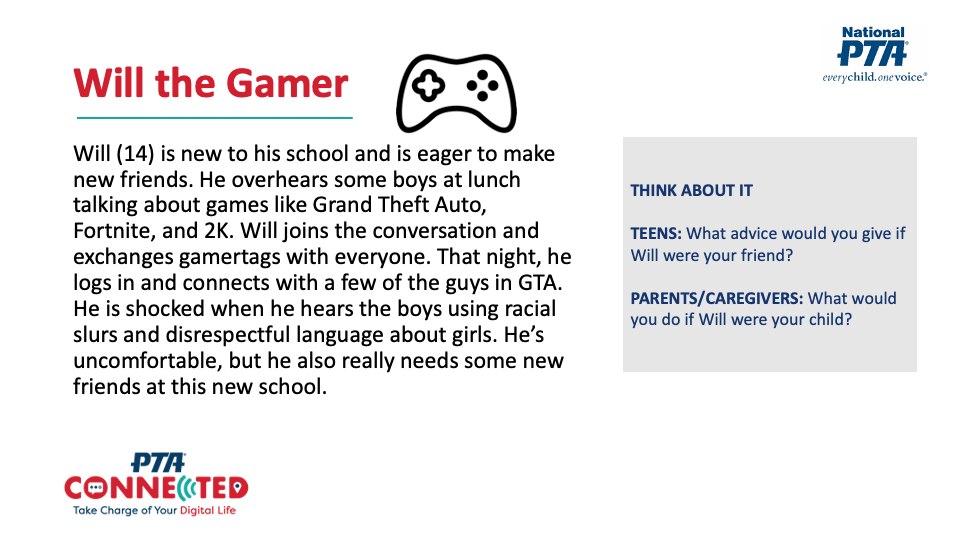 National
PTA®
everychild.onevoice.®
Will the Gamer
Will (14) is new to his school and is eager to make
new friends. He overhears some boys at lunch
talking about games like Grand Theft Auto,
Fortnite, and 2K. Will joins the conversation and
exchanges gamertags with everyone. That night, he
logs in and connects with a few of the guys in GTA.
He is shocked when he hears the boys using racial
slurs and disrespectful language about girls. He’s
uncomfortable, but he also really needs some new
friends at this new school.
THINK ABOUT IT
TEENS: What advice would you give if
Will were your friend?
PARENTS/CAREGIVERS: What would
you do if Will were your child?
PTA®
CONNECTED
Take Charge of Your Digital Life